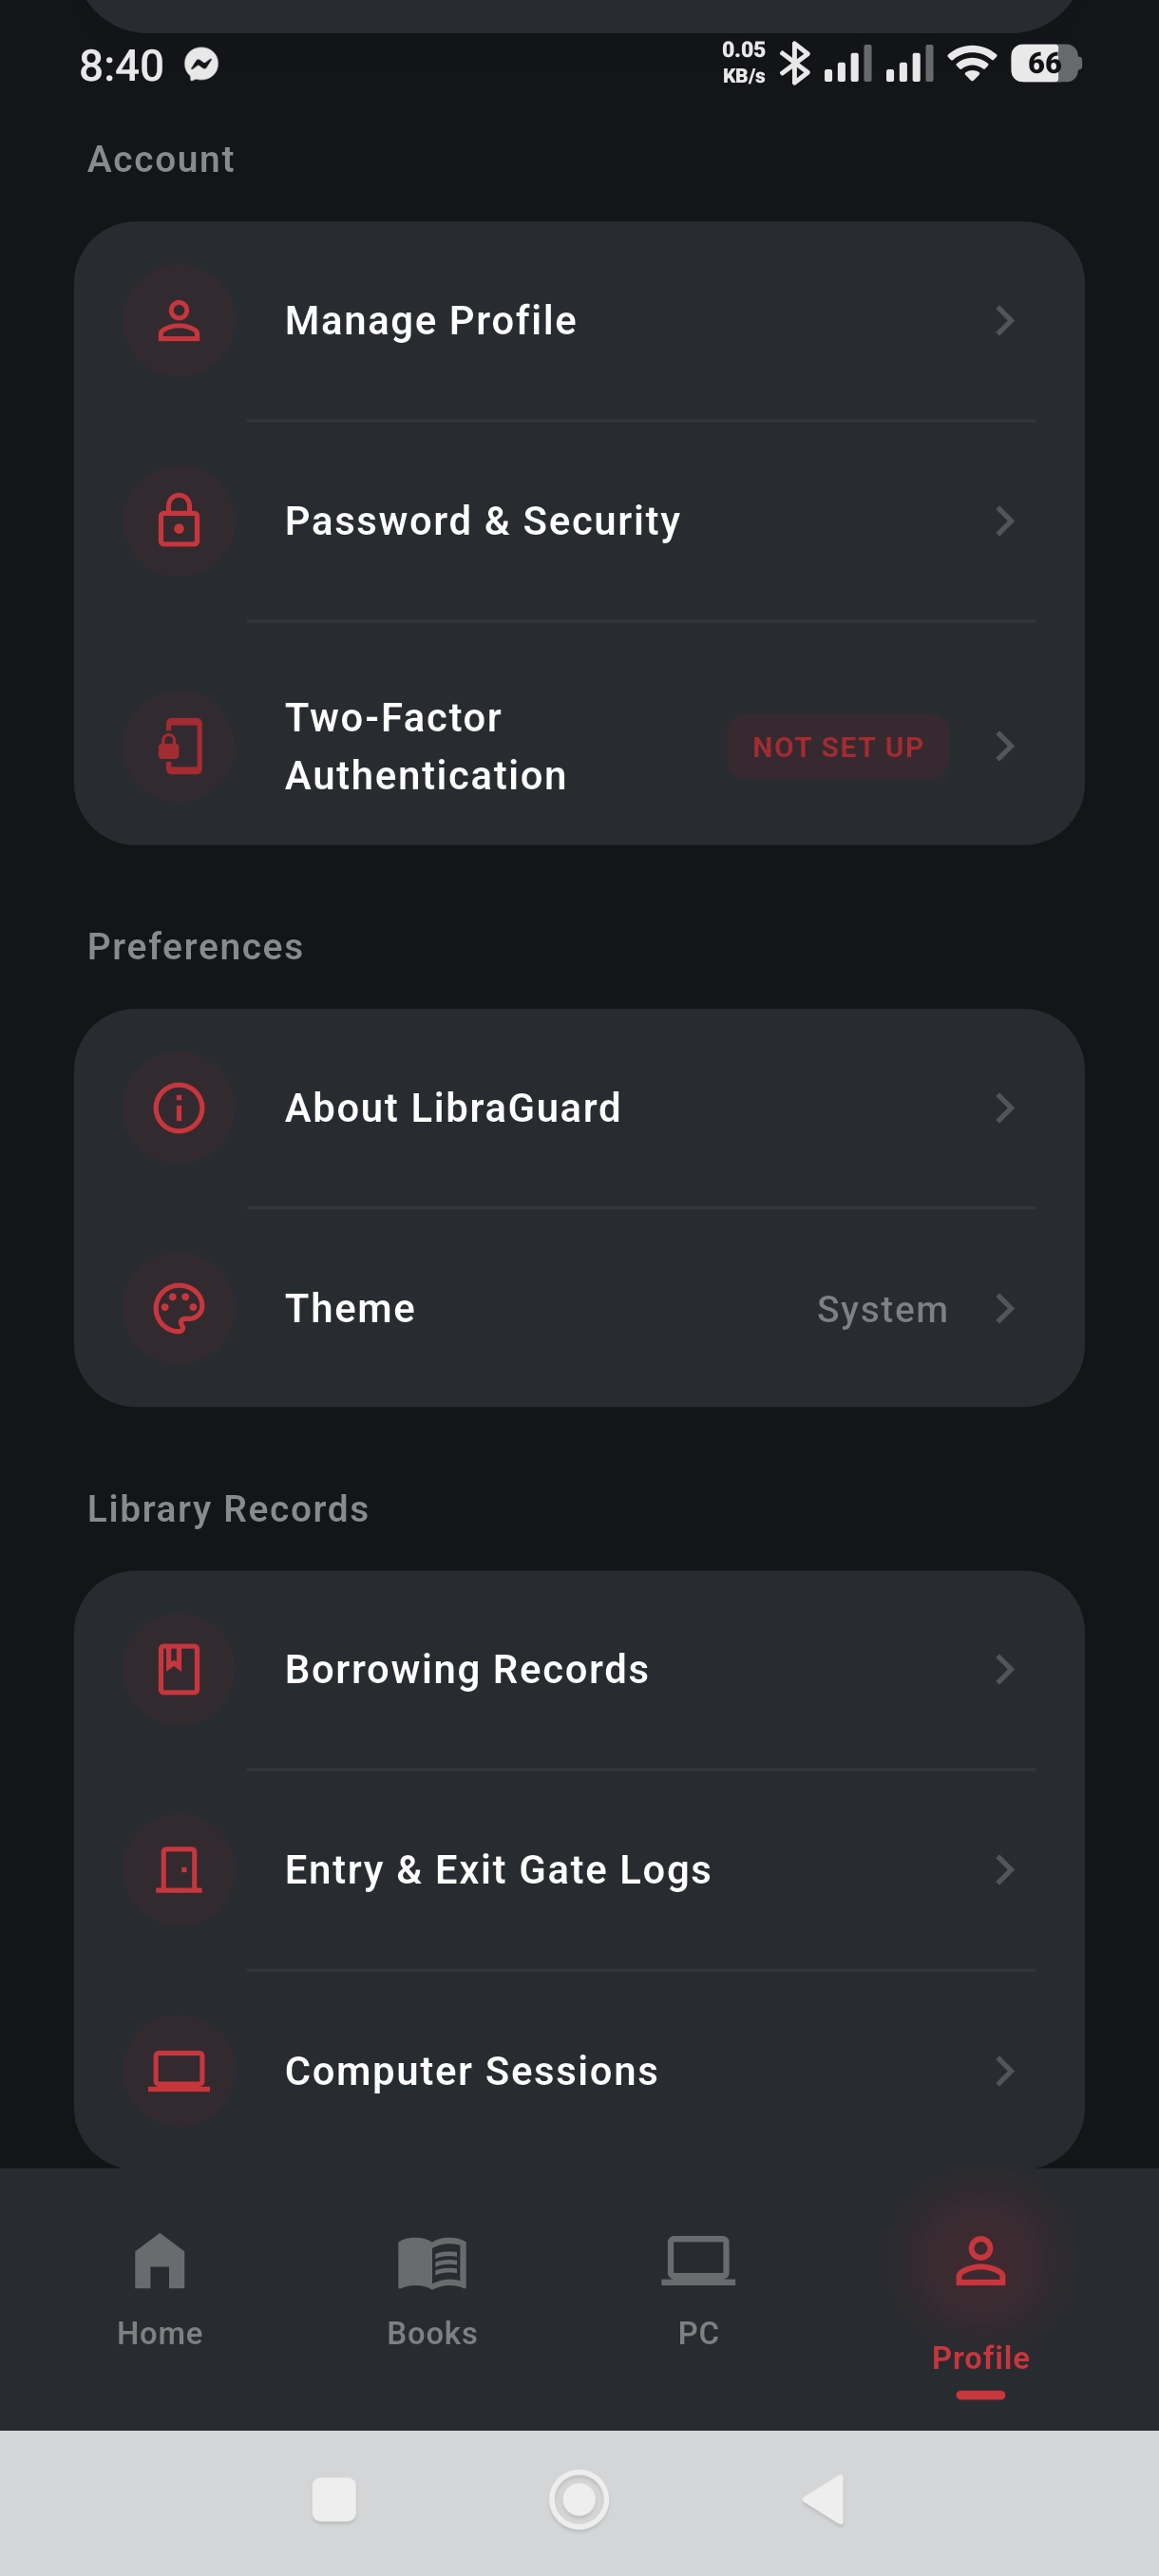 8:40
0.05
KB/s
66
Account
Manage Profile
Password & Security
Two-Factor
Authentication
NOT SET UP
Preferences
About LibraGuard
Theme
System
Library Records
Borrowing Records
Entry & Exit Gate Logs
Computer Sessions
Home
Books
PC
Profile